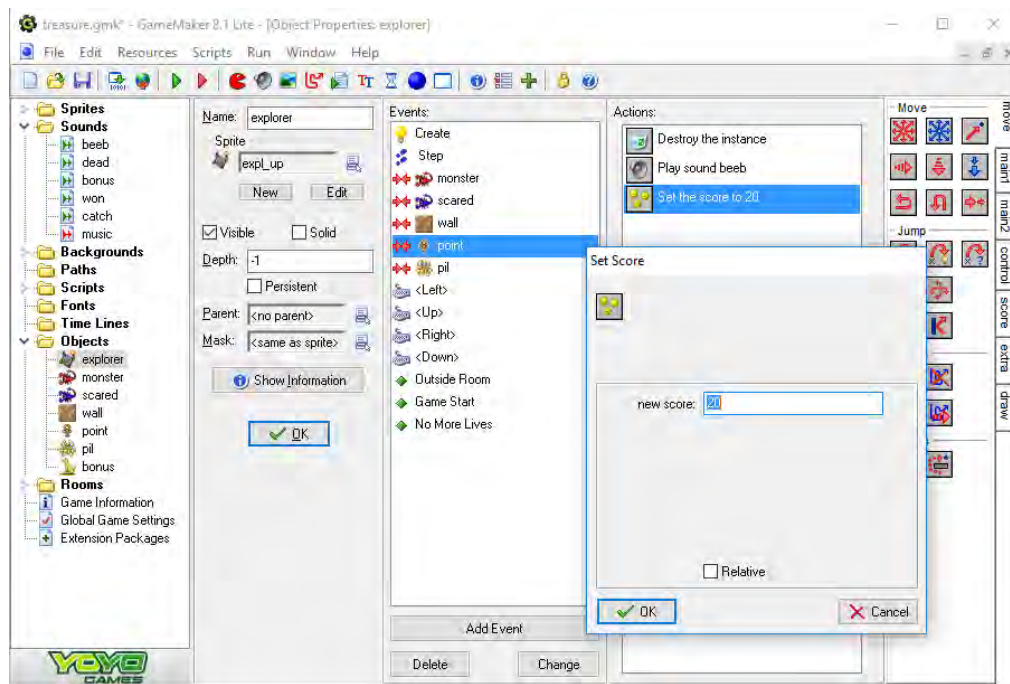 treasure.gmk* - GameMaker 8.1 Lite - [Object Properties: explorer]
File Edit Resources Scripts Run Window Help
Sprites
Sounds
beeb
dead
bonus
won
catch
music
Backgrounds
Paths
Scripts
Fonts
Time Lines
Objects
explorer
monster
scared
wall
point
pil
bonus
Rooms
Game Information
Global Game Settings
Extension Packages
YOYO
GAMES
Name: explorer
Sprite
expl_up
New Edit
Visible Solid
Depth: -1
Persistent
Parent: <no parent>
Mask: <same as sprite>
Show Information
OK
Events:
Create
Step
monster
scared
wall
point
pil
<Left>
<Up>
<Right>
<Down>
Outside Room
Game Start
No More Lives
Add Event
Delete Change
Actions:
Destroy the instance
Play sound beeb
Set the score to 20
Set Score
new score: 20
Relative
OK Cancel
Move
Jump
move
main1
main2
control
score
extra
draw